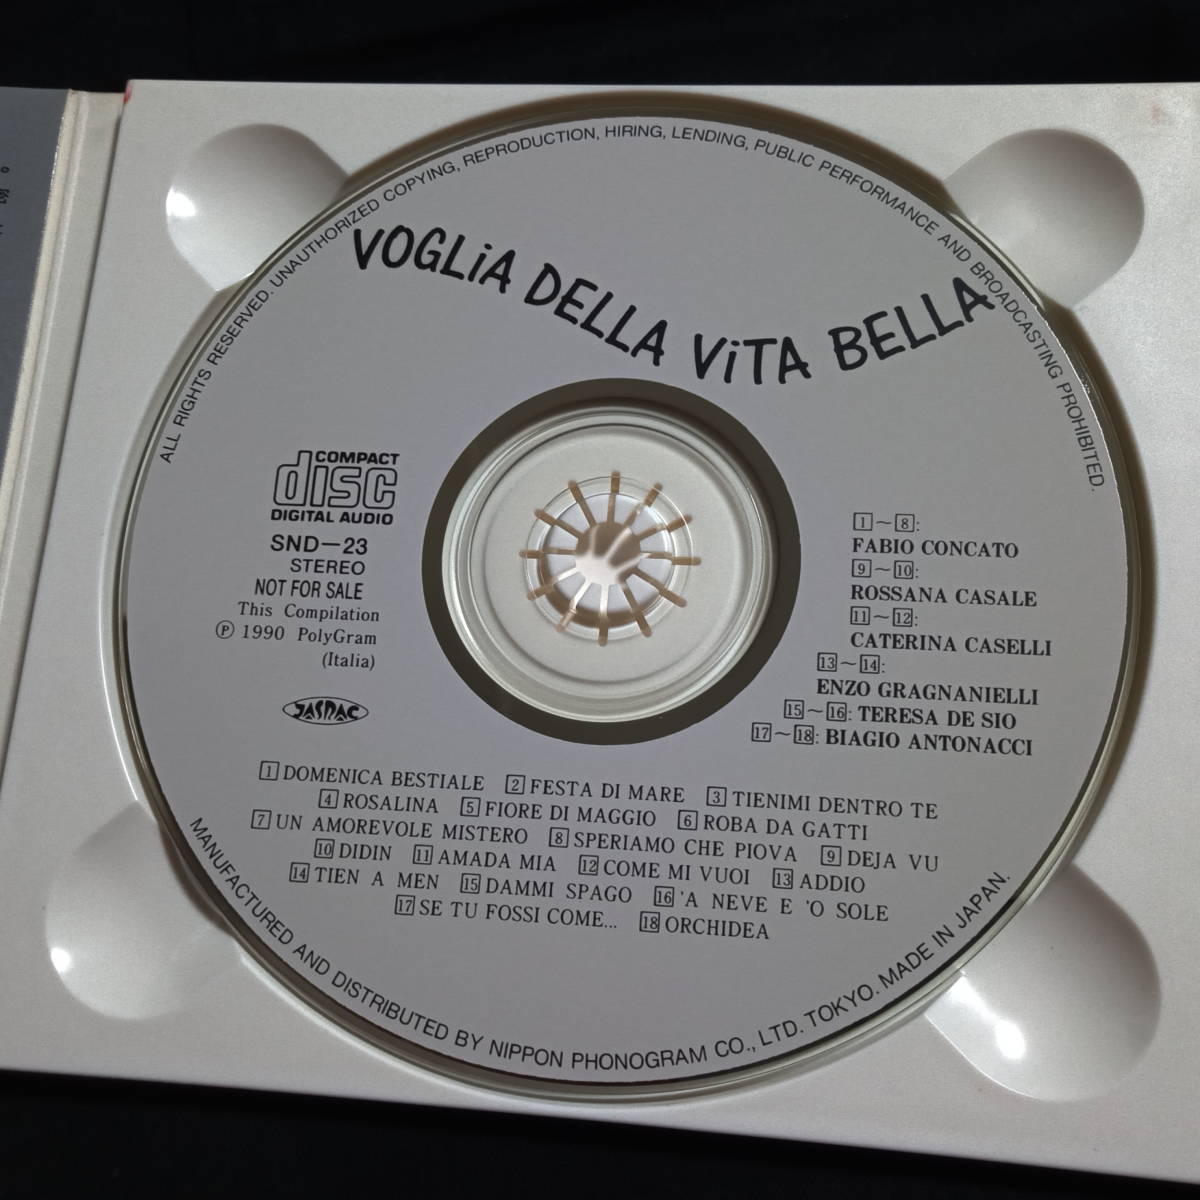 ALL RIGHTS RESERVED. UNAUTHORIZED COPYING, REPRODUCTION, HIRING, LENDING, PUBLIC PERFORMANCE AND BROADCASTING PROHIBITED.
VOGLiA DELLA ViTA BELLA
COMPACT
disc
DIGITAL AUDIO
SND—23
STEREO
NOT FOR SALE
This Compilation
Ⓟ 1990 PolyGram
(Italia)
JASRAC
1~8:
FABIO CONCATO
9~10:
ROSSANA CASALE
11~12:
CATERINA CASELLI
13~14:
ENZO GRAGNANIELLI
15~16: TERESA DE SIO
17~18: BIAGIO ANTONACCI
1 DOMENICA BESTIALE 2 FESTA DI MARE 3 TIENIMI DENTRO TE
4 ROSALINA 5 FIORE DI MAGGIO 6 ROBA DA GATTI
7 UN AMOREVOLE MISTERO 8 SPERIAMO CHE PIOVA 9 DEJA VU
10 DIDIN 11 AMADA MIA 12 COME MI VUOI 13 ADDIO
14 TIEN A MEN 15 DAMMI SPAGO 16 'A NEVE E 'O SOLE
17 SE TU FOSSI COME... 18 ORCHIDEA
MANUFACTURED AND DISTRIBUTED BY NIPPON PHONOGRAM CO., LTD. TOKYO. MADE IN JAPAN.